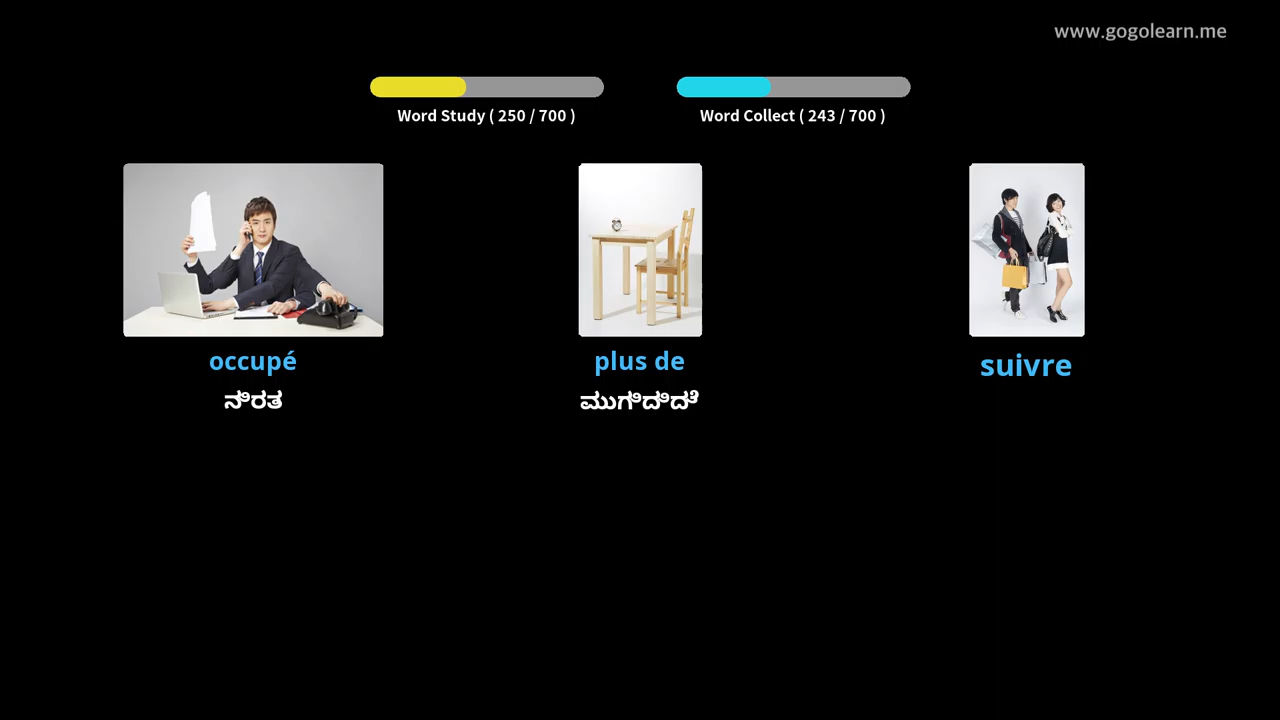 www.gogolearn.me
Word Study ( 250 / 700 )
Word Collect ( 243 / 700 )
occupé
plus de
suivre
ನಿರತ
ಮುಗಿದಿದೆ